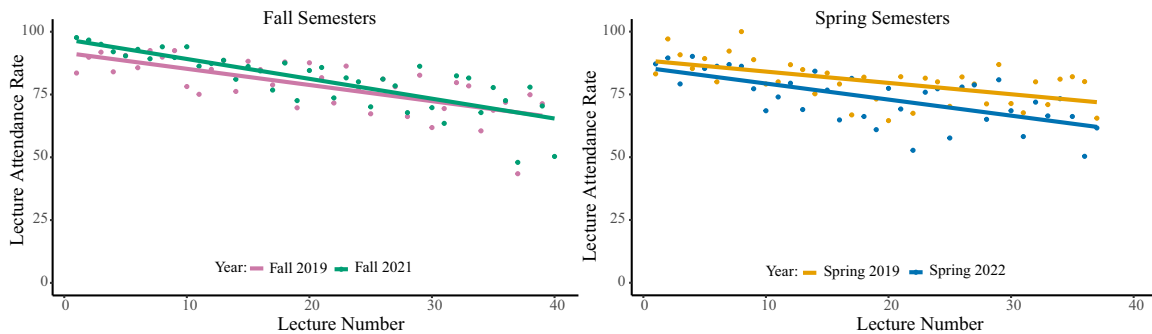 Fall Semesters
Lecture Attendance Rate
100
75
50
25
0
Year: Fall 2019 Fall 2021
0 10 20 30 40
Lecture Number
Spring Semesters
Lecture Attendance Rate
100
75
50
25
0
Year: Spring 2019 Spring 2022
0 10 20 30 40
Lecture Number